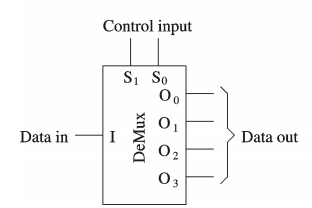 Control input
S1 S0
O0
Data in I DeMux O1 Data out
O2
O3